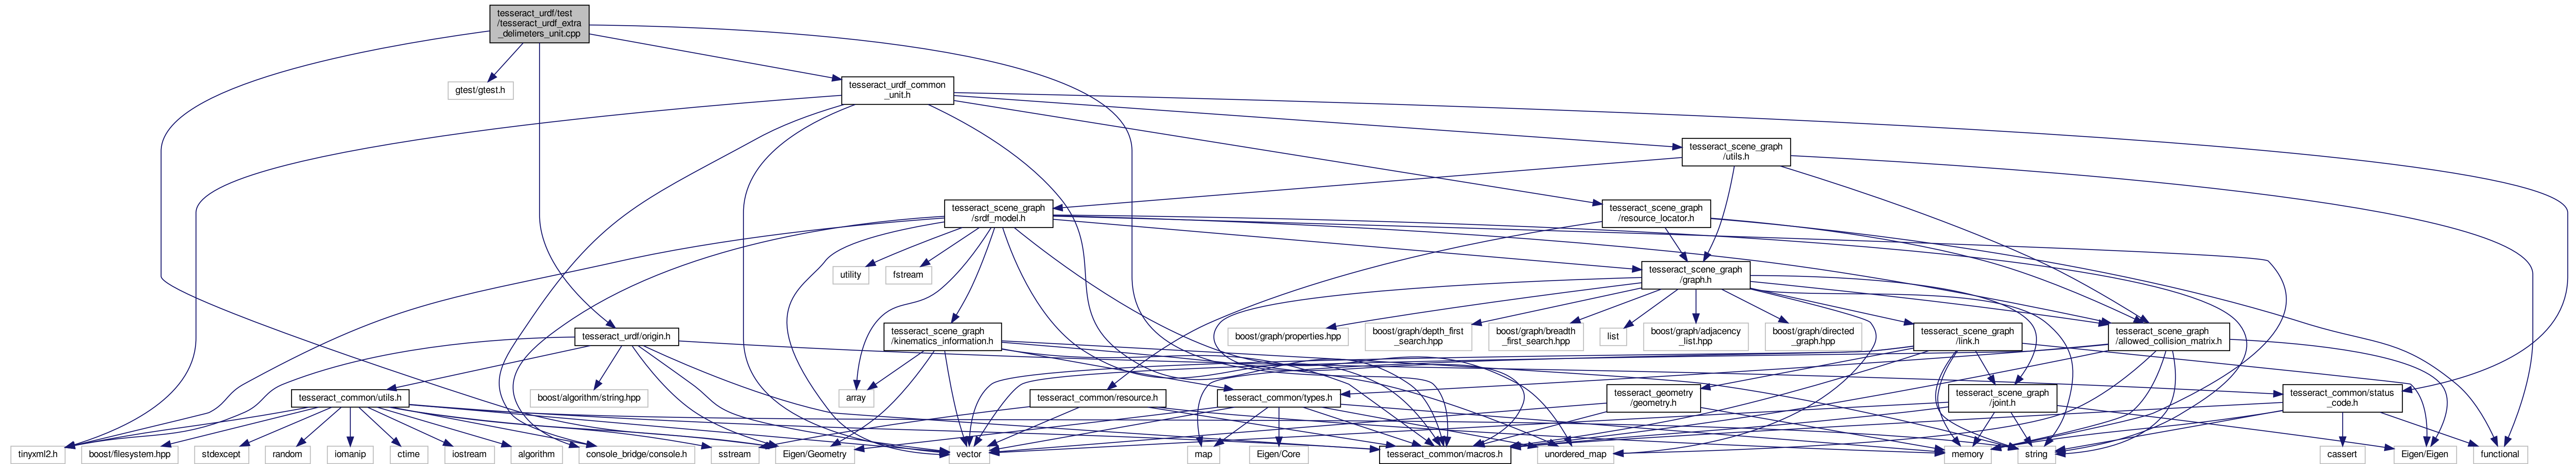 tesseract_urdf/test
/tesseract_urdf_extra
_delimeters_unit.cpp
gtest/gtest.h
tesseract_urdf_common
_unit.h
tesseract_scene_graph
/utils.h
tesseract_scene_graph
/srdf_model.h
tesseract_scene_graph
/resource_locator.h
utility
fstream
tesseract_scene_graph
/graph.h
tesseract_urdf/origin.h
tesseract_scene_graph
/kinematics_information.h
boost/graph/properties.hpp
boost/graph/depth_first
_search.hpp
boost/graph/breadth
_first_search.hpp
list
boost/graph/adjacency
_list.hpp
boost/graph/directed
_graph.hpp
tesseract_scene_graph
/link.h
tesseract_scene_graph
/allowed_collision_matrix.h
tesseract_common/utils.h
boost/algorithm/string.hpp
array
tesseract_common/resource.h
tesseract_common/types.h
tesseract_geometry
/geometry.h
tesseract_scene_graph
/joint.h
tesseract_common/status
_code.h
tinyxml2.h
boost/filesystem.hpp
stdexcept
random
iomanip
ctime
iostream
algorithm
console_bridge/console.h
sstream
Eigen/Geometry
vector
map
Eigen/Core
tesseract_common/macros.h
unordered_map
memory
string
cassert
Eigen/Eigen
functional